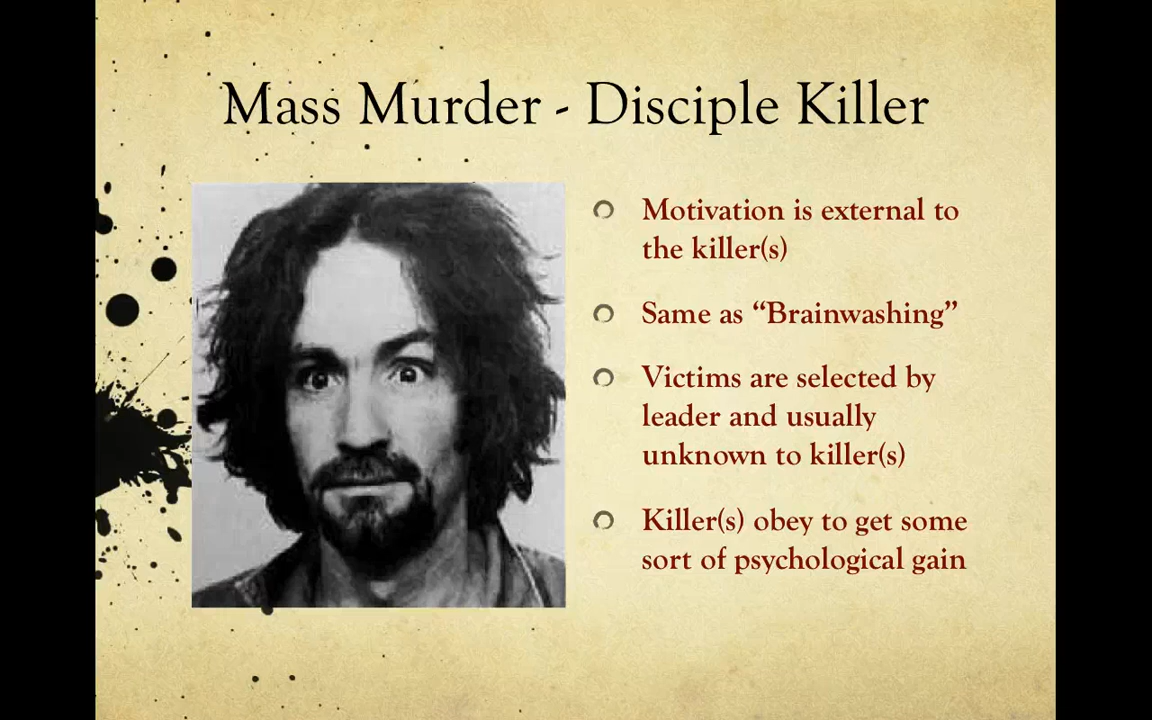 Mass Murder - Disciple Killer
Motivation is external to
the killer(s)
Same as “Brainwashing”
Victims are selected by
leader and usually
unknown to killer(s)
Killer(s) obey to get some
sort of psychological gain